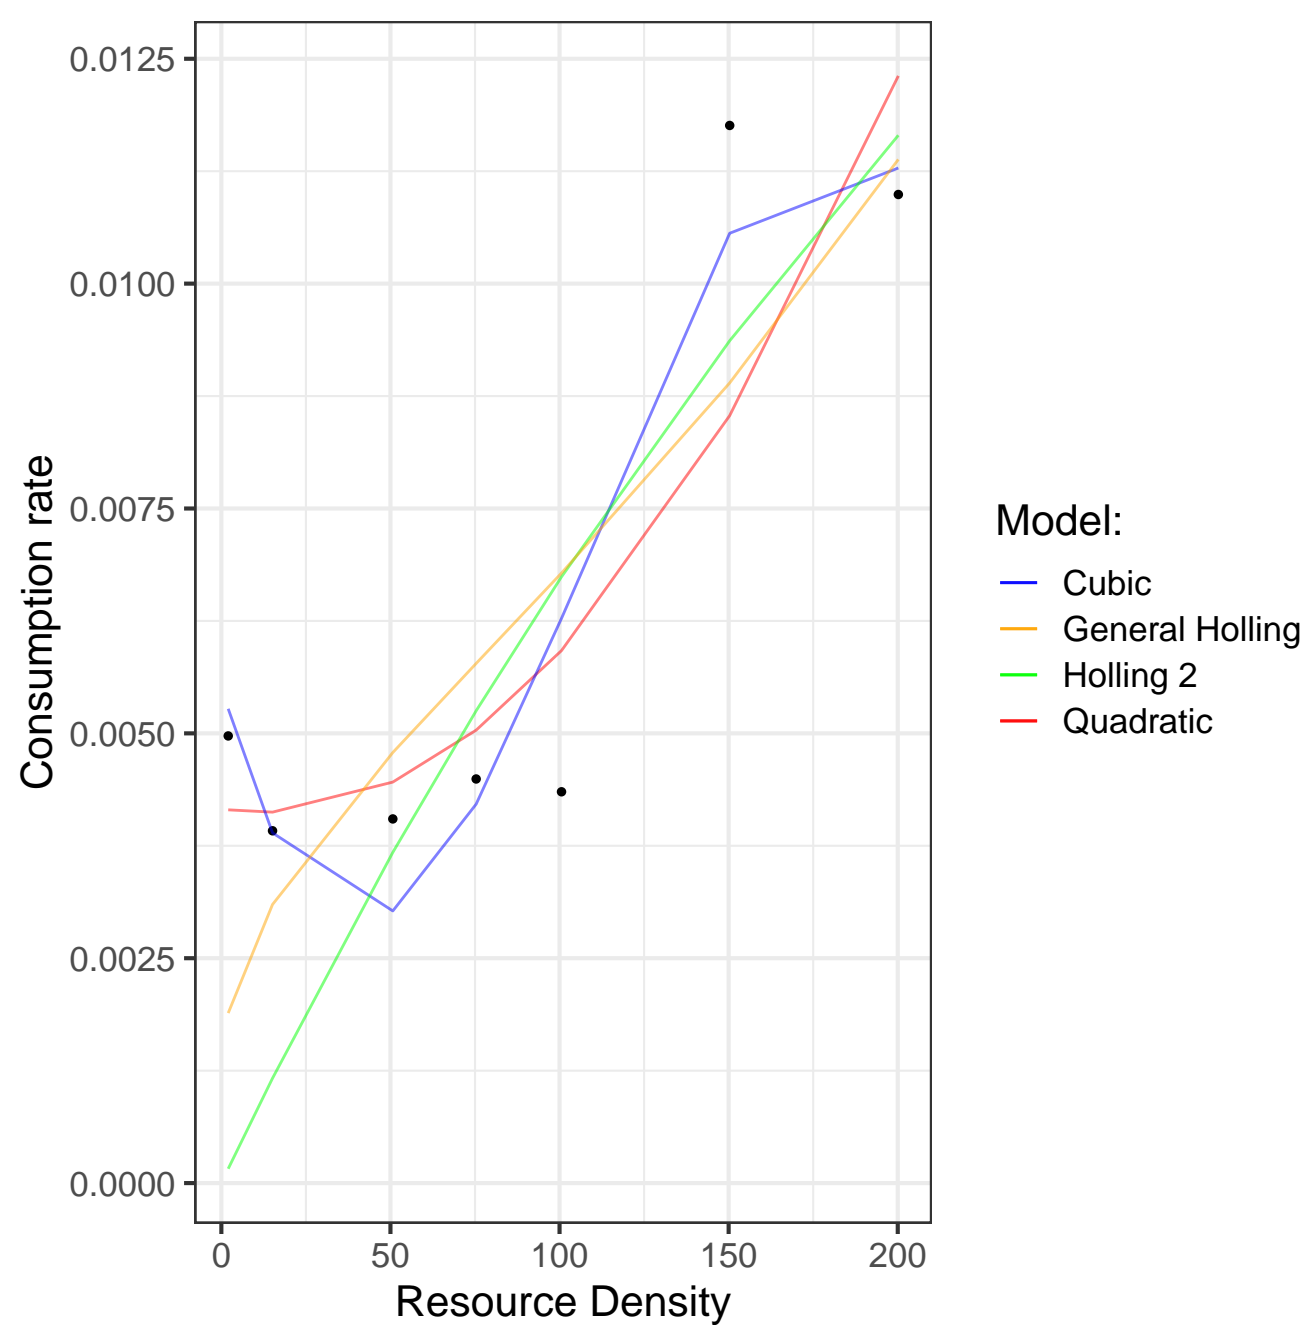 0.0125
0.0100
0.0075
0.0050
0.0025
0.0000
Consumption rate
0 50 100 150 200
Resource Density
Model:
Cubic
General Holling
Holling 2
Quadratic